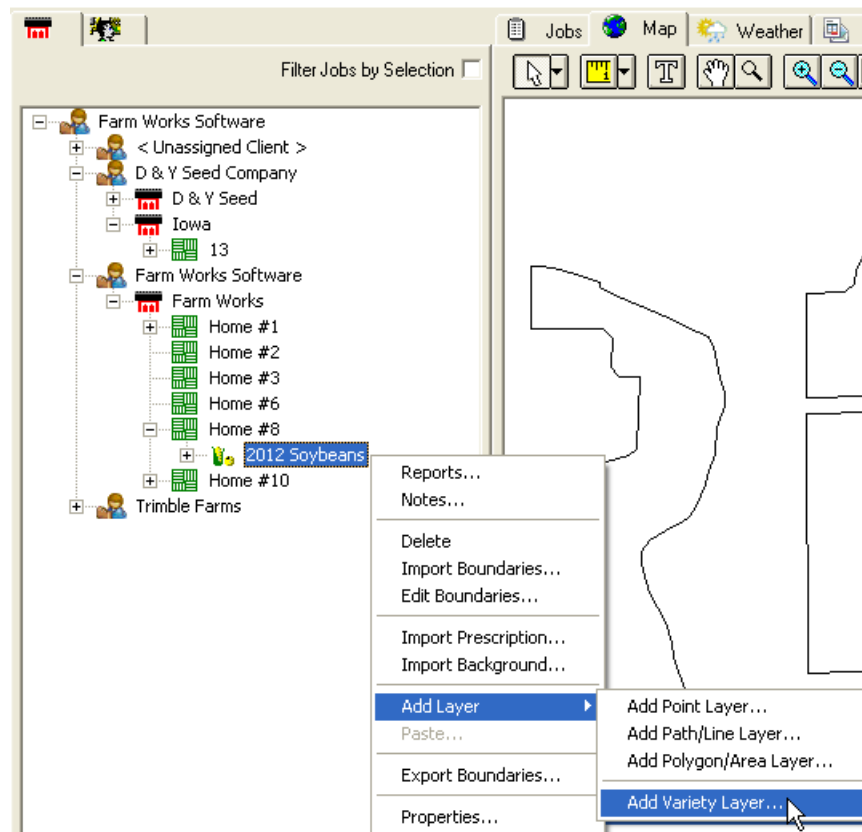 Jobs Map Weather
Filter Jobs by Selection
Farm Works Software
< Unassigned Client >
D & Y Seed Company
D & Y Seed
Iowa
13
Farm Works Software
Farm Works
Home #1
Home #2
Home #3
Home #6
Home #8
2012 Soybeans
Home #10
Trimble Farms
Reports...
Notes...
Delete
Import Boundaries...
Edit Boundaries...
Import Prescription...
Import Background...
Add Layer
Paste...
Export Boundaries...
Properties...
Add Point Layer...
Add Path/Line Layer...
Add Polygon/Area Layer...
Add Variety Layer...